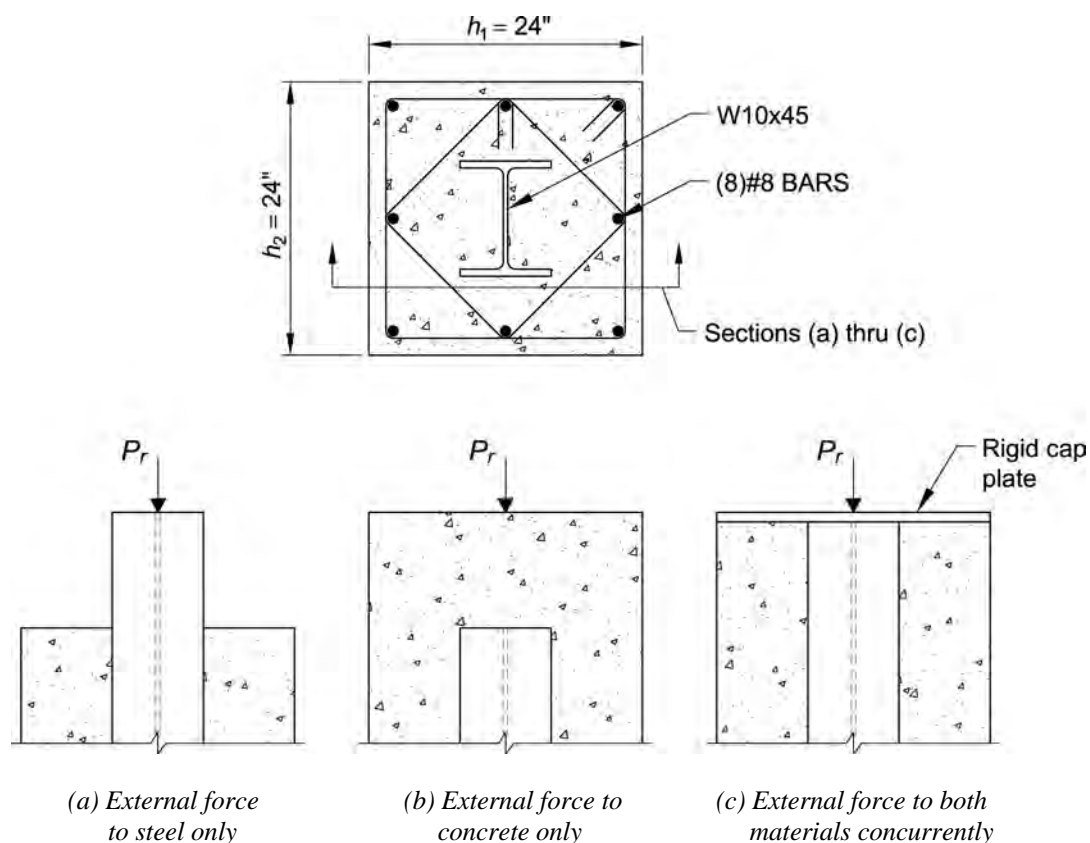 h₁ = 24"
h₂ = 24"
W10x45
(8)#8 BARS
Sections (a) thru (c)
Pᵣ
Pᵣ
Pᵣ
Rigid cap
plate
(a) External force
to steel only
(b) External force to
concrete only
(c) External force to both
materials concurrently